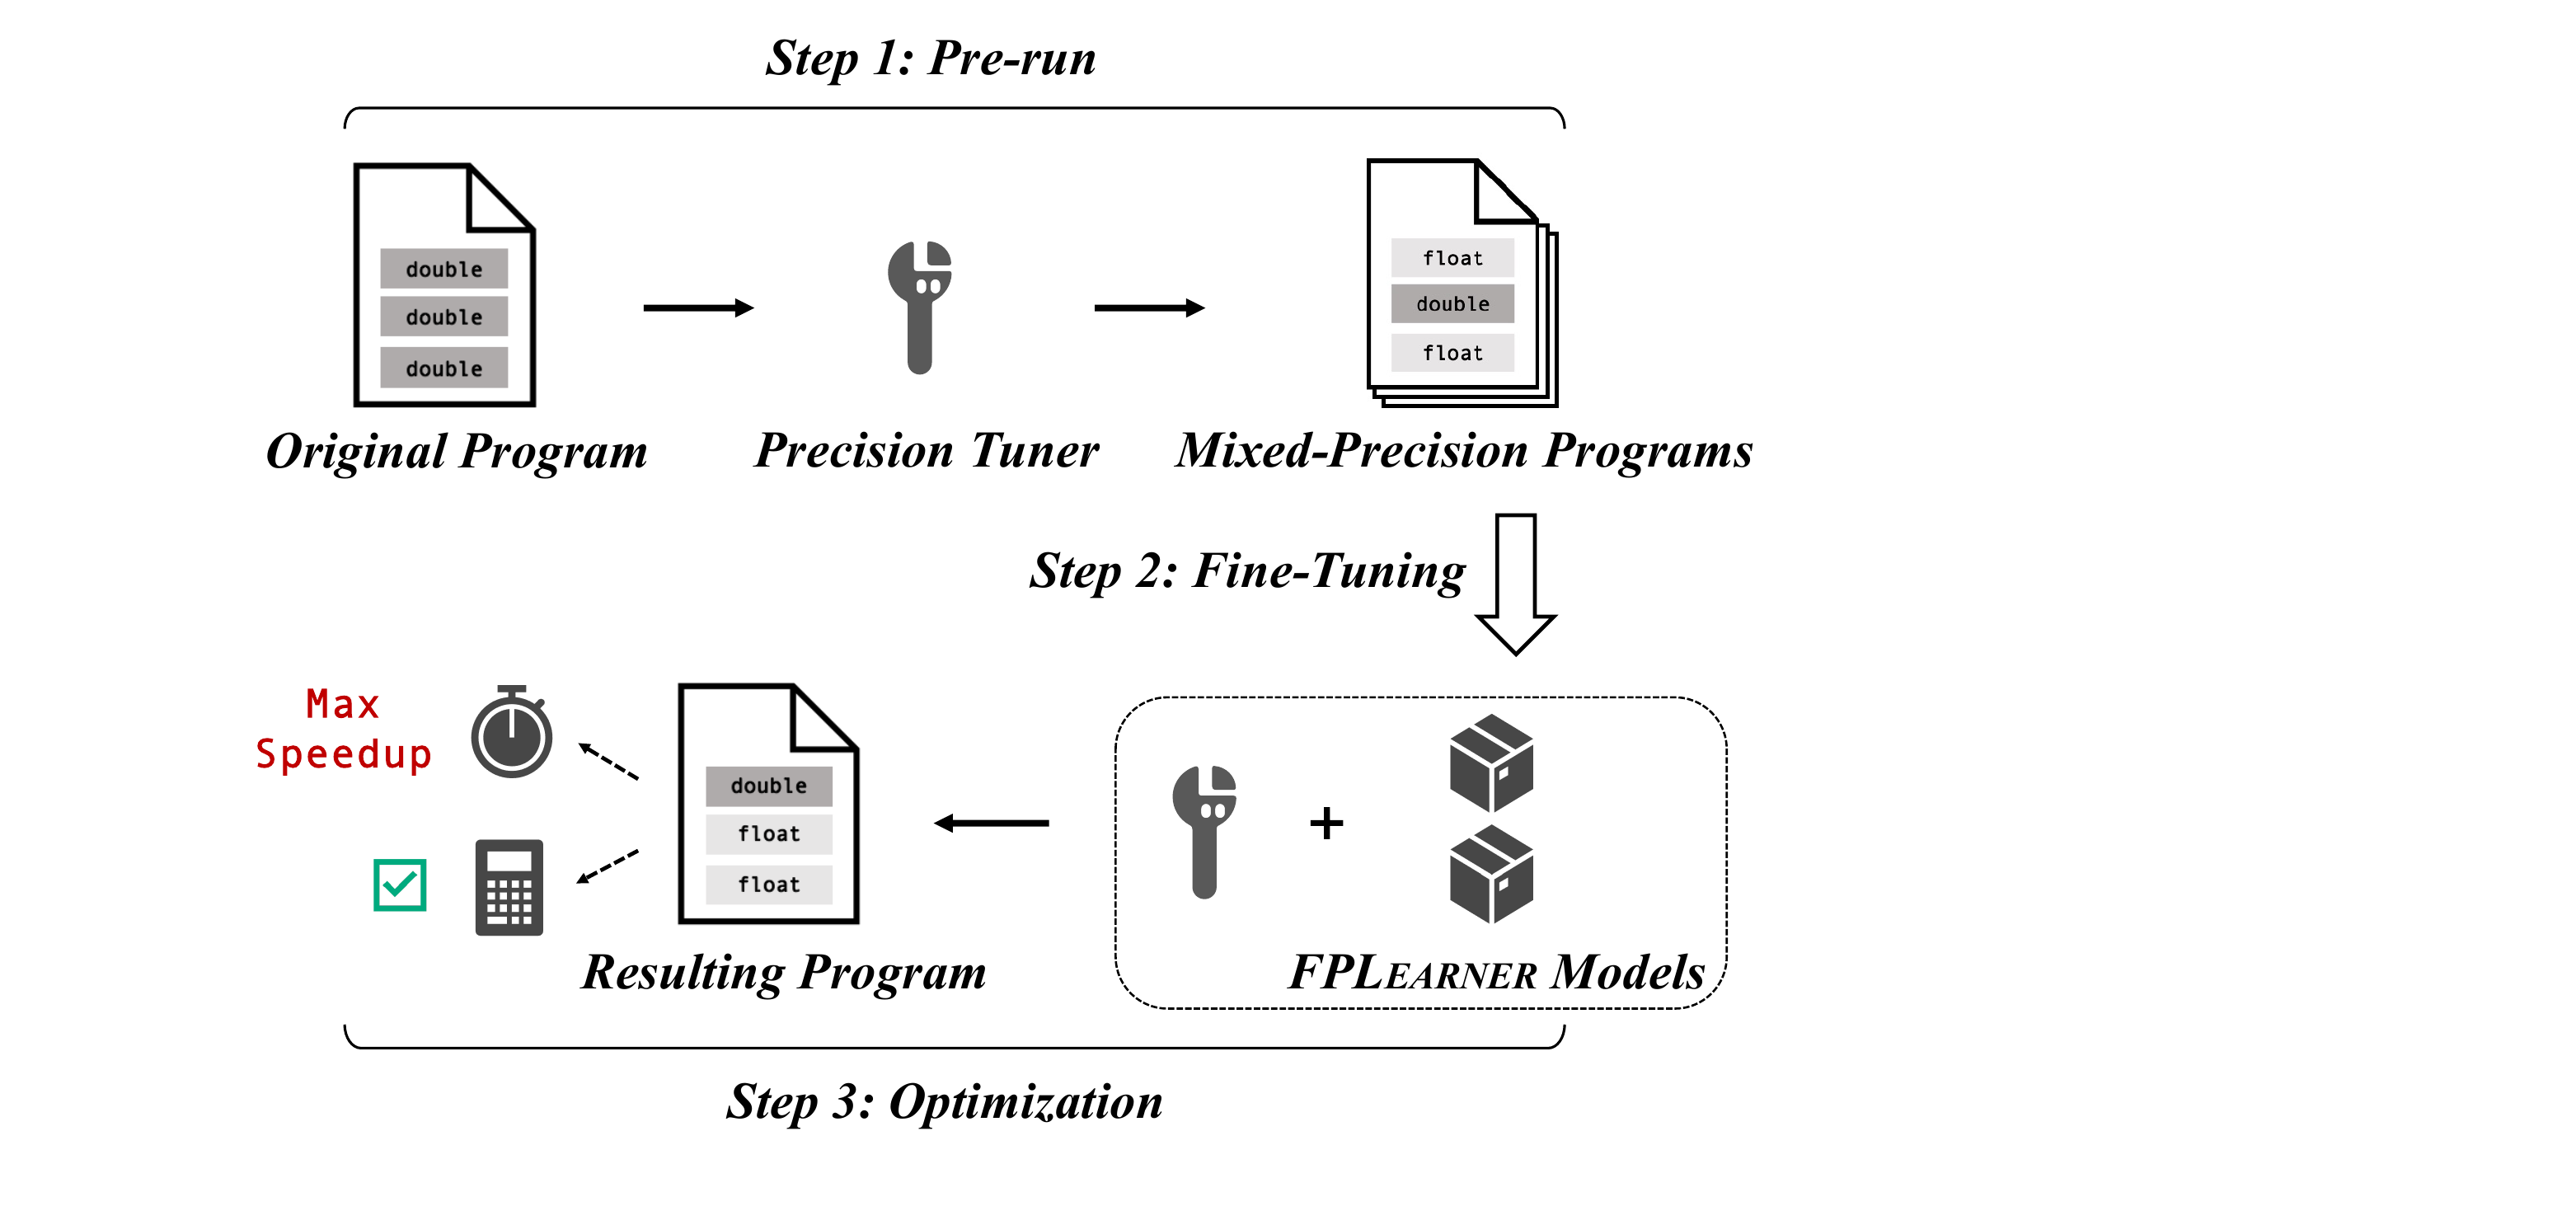 Step 1: Pre-run
double
double
double
float
double
float
Original Program
Precision Tuner
Mixed-Precision Programs
Step 2: Fine-Tuning
Max
Speedup
double
float
float
+
Resulting Program
FPLEARNER Models
Step 3: Optimization